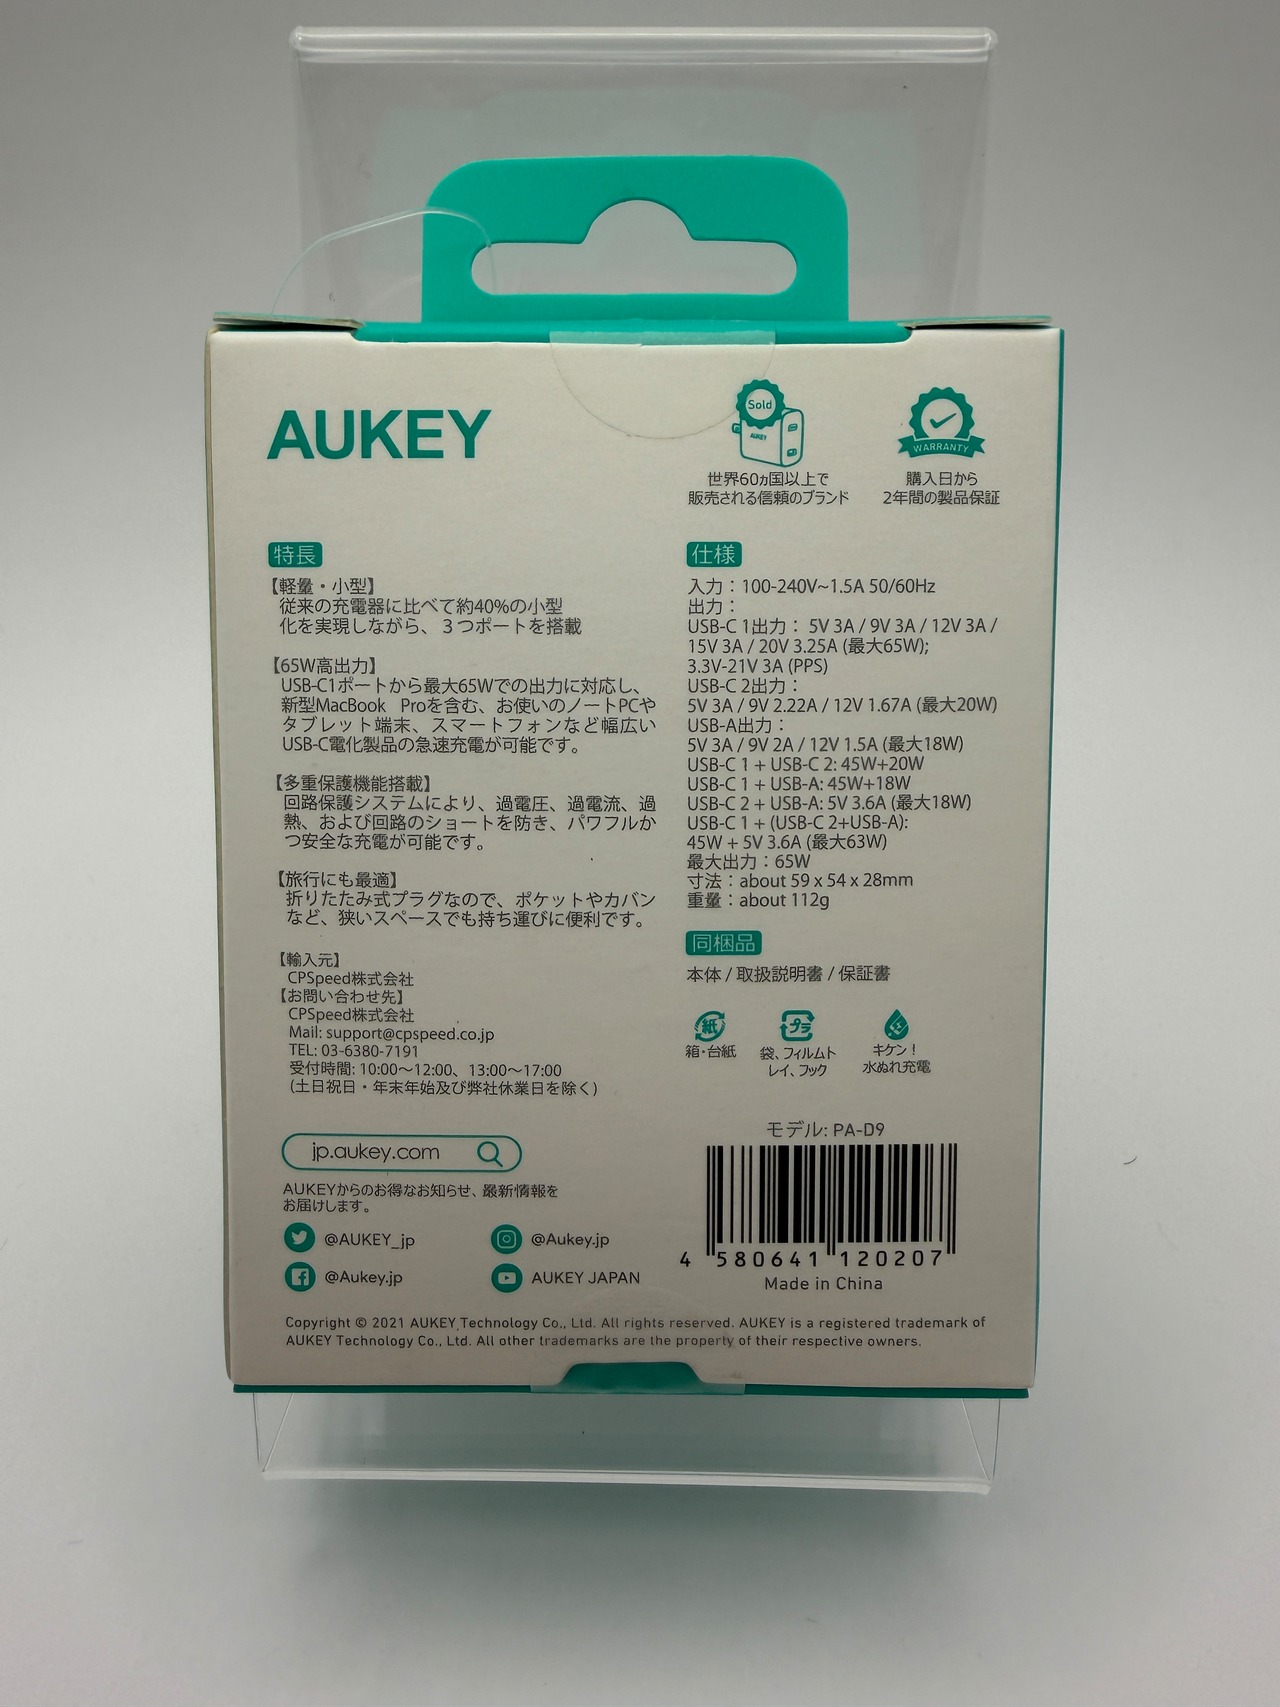 AUKEY
Sold
AUKEY
世界60ヵ国以上で
販売される信頼のブランド
WARRANTY
購入日から
2年間の製品保証
特長
【軽量・小型】
従来の充電器に比べて約40%の小型
化を実現しながら、３つポートを搭載
【65W高出力】
USB-C1ポートから最大65Wでの出力に対応し、
新型MacBook Proを含む、お使いのノートPCや
タブレット端末、スマートフォンなど幅広い
USB-C電化製品の急速充電が可能です。
【多重保護機能搭載】
回路保護システムにより、過電圧、過電流、過
熱、および回路のショートを防き、パワフルか
つ安全な充電が可能です。
【旅行にも最適】
折りたたみ式プラグなので、ポケットやカバン
など、狭いスペースでも持ち運びに便利です。
【輸入元】
CPSpeed株式会社
【お問い合わせ先】
CPSpeed株式会社
Mail: support@cpspeed.co.jp
TEL: 03-6380-7191
受付時間: 10:00～12:00、13:00～17:00
(土日祝日・年末年始及び弊社休業日を除く)
jp.aukey.com
AUKEYからのお得なお知らせ、最新情報を
お届けします。
@AUKEY_jp
@Aukey.jp
@Aukey.jp
AUKEY JAPAN
仕様
入力：100-240V~1.5A 50/60Hz
出力：
USB-C 1出力： 5V 3A / 9V 3A / 12V 3A /
15V 3A / 20V 3.25A (最大65W);
3.3V-21V 3A (PPS)
USB-C 2出力：
5V 3A / 9V 2.22A / 12V 1.67A (最大20W)
USB-A出力：
5V 3A / 9V 2A / 12V 1.5A (最大18W)
USB-C 1 + USB-C 2: 45W+20W
USB-C 1 + USB-A: 45W+18W
USB-C 2 + USB-A: 5V 3.6A (最大18W)
USB-C 1 + (USB-C 2+USB-A):
45W + 5V 3.6A (最大63W)
最大出力：65W
寸法：about 59 x 54 x 28mm
重量：about 112g
同梱品
本体 / 取扱説明書 / 保証書
紙
箱・台紙
プラ
袋、フィルムト
レイ、フック
キケン！
水ぬれ充電
モデル: PA-D9
4 580641 120207
Made in China
Copyright © 2021 AUKEY Technology Co., Ltd. All rights reserved. AUKEY is a registered trademark of
AUKEY Technology Co., Ltd. All other trademarks are the property of their respective owners.